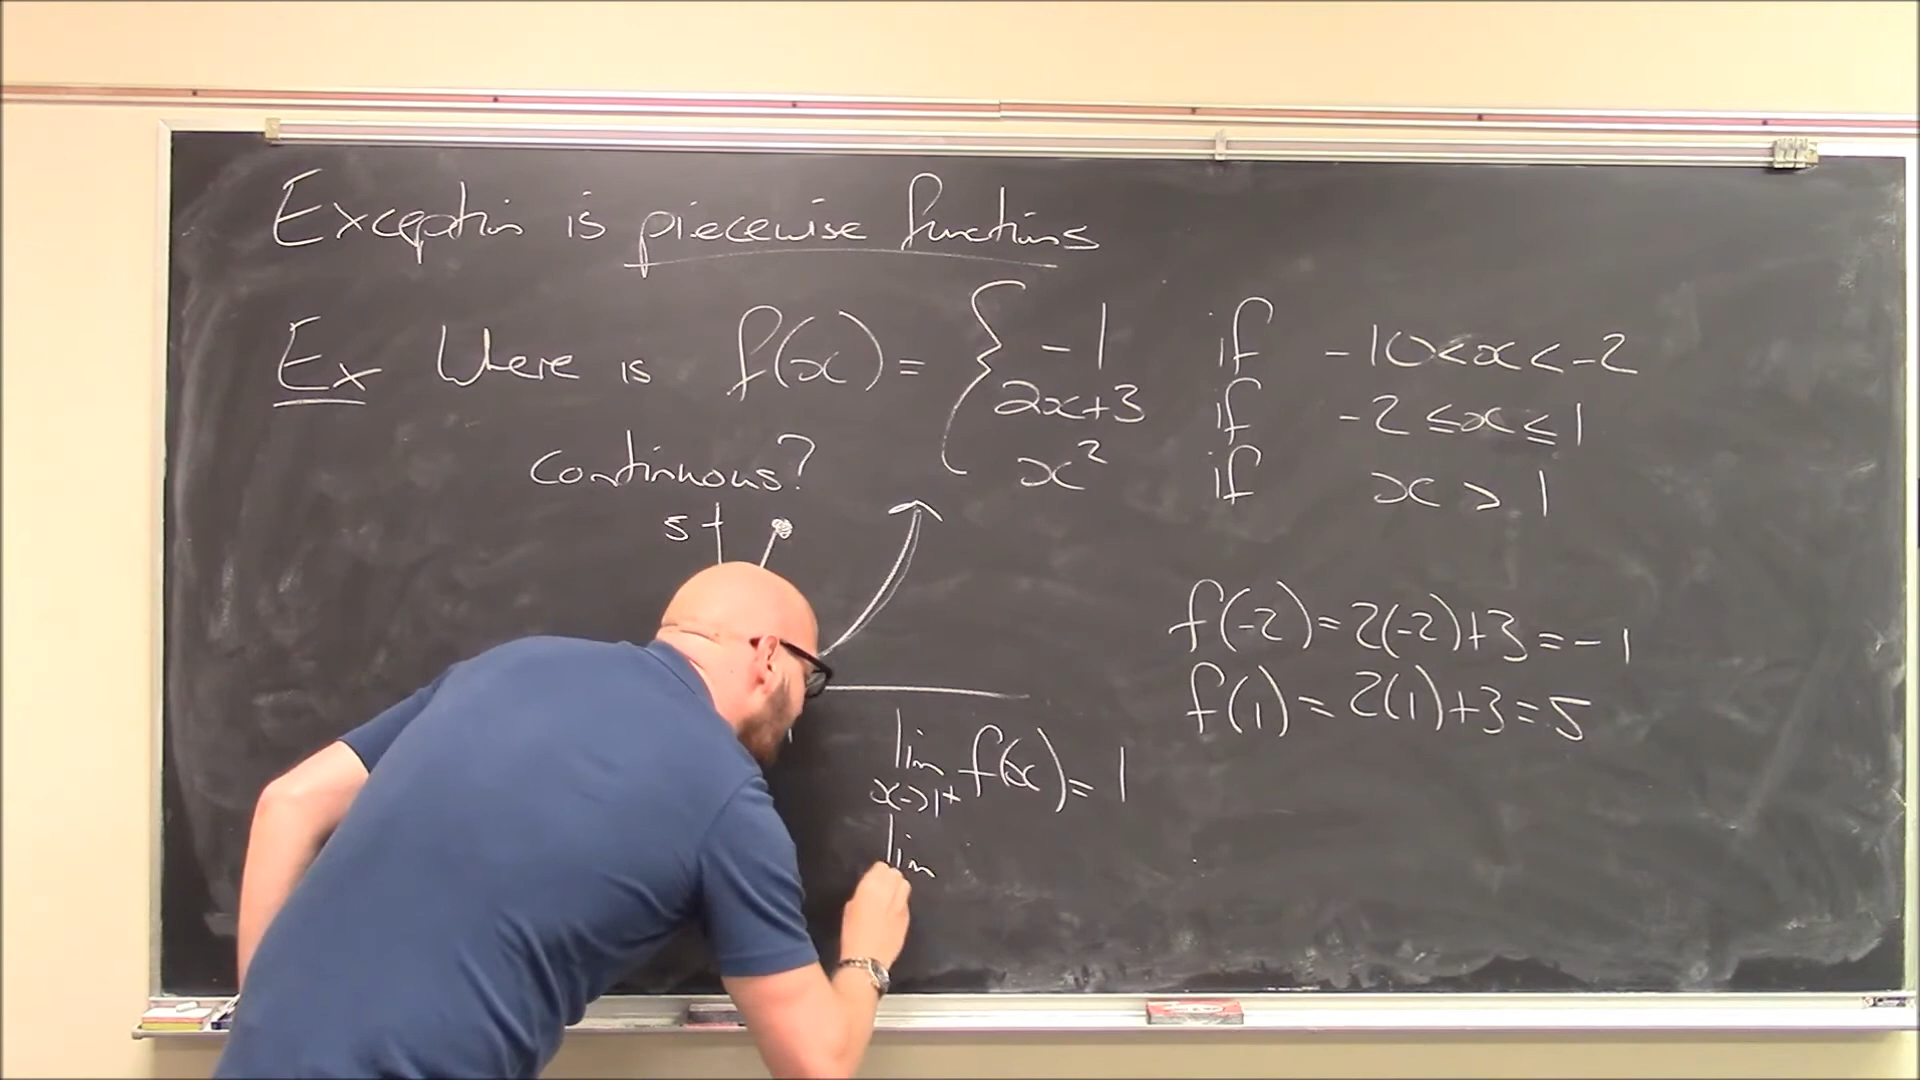 Exception is piecewise functions
Ex Where is f(x) = { -1 if -10<x<-2
2x+3 if -2≤x≤1
x² if x > 1
continuous?
5
f(-2)=2(-2)+3=-1
f(1)=2(1)+3=5
lim f(x)=1
x->1+
lim